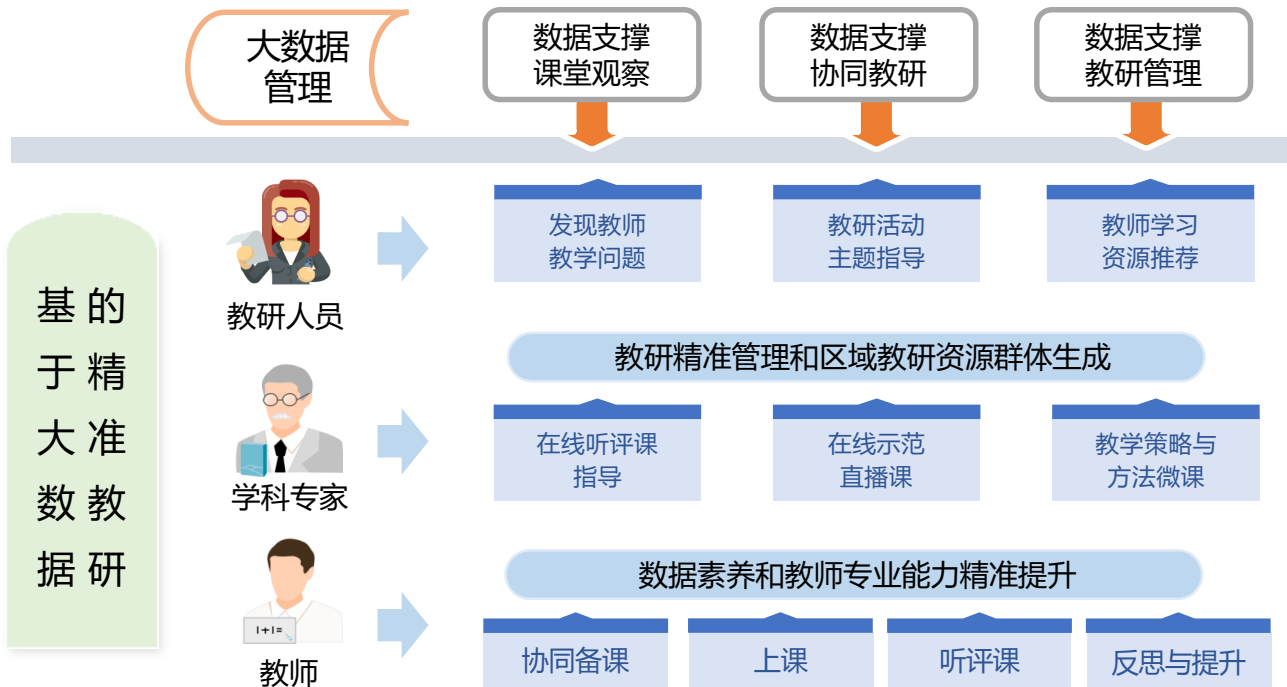 大数据
管理
数据支撑
课堂观察
数据支撑
协同教研
数据支撑
教研管理
基于大数据
的精准教研
教研人员
发现教师
教学问题
教研活动
主题指导
教师学习
资源推荐
教研精准管理和区域教研资源群体生成
学科专家
在线听评课
指导
在线示范
直播课
教学策略与
方法微课
数据素养和教师专业能力精准提升
1+1=
教师
协同备课
上课
听评课
反思与提升